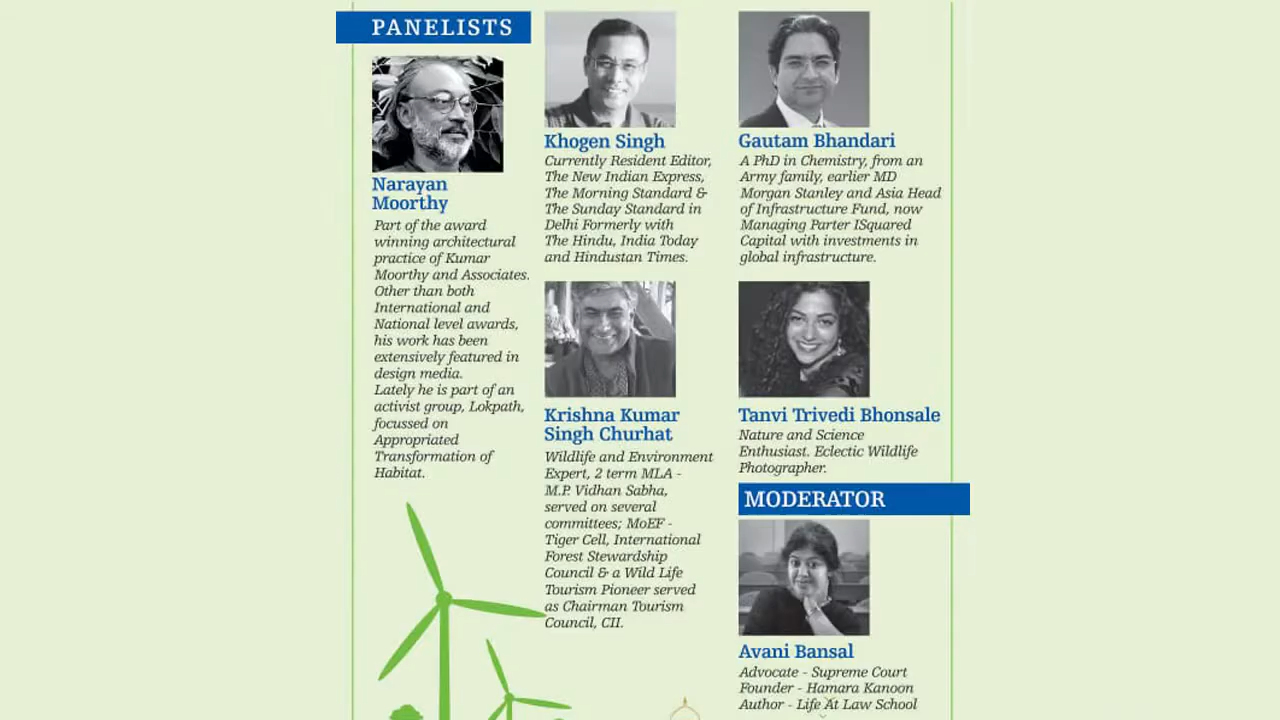 PANELISTS
Narayan
Moorthy
Part of the award
winning architectural
practice of Kumar
Moorthy and Associates.
Other than both
International and
National level awards,
his work has been
extensively featured in
design media.
Lately he is part of an
activist group, Lokpath,
focussed on
Appropriated
Transformation of
Habitat.
Khogen Singh
Currently Resident Editor,
The New Indian Express,
The Morning Standard &
The Sunday Standard in
Delhi Formerly with
The Hindu, India Today
and Hindustan Times.
Krishna Kumar
Singh Churhat
Wildlife and Environment
Expert, 2 term MLA -
M.P. Vidhan Sabha,
served on several
committees; MoEF -
Tiger Cell, International
Forest Stewardship
Council & a Wild Life
Tourism Pioneer served
as Chairman Tourism
Council, CII.
Gautam Bhandari
A PhD in Chemistry, from an
Army family, earlier MD
Morgan Stanley and Asia Head
of Infrastructure Fund, now
Managing Parter ISquared
Capital with investments in
global infrastructure.
Tanvi Trivedi Bhonsale
Nature and Science
Enthusiast. Eclectic Wildlife
Photographer.
MODERATOR
Avani Bansal
Advocate - Supreme Court
Founder - Hamara Kanoon
Author - Life At Law School